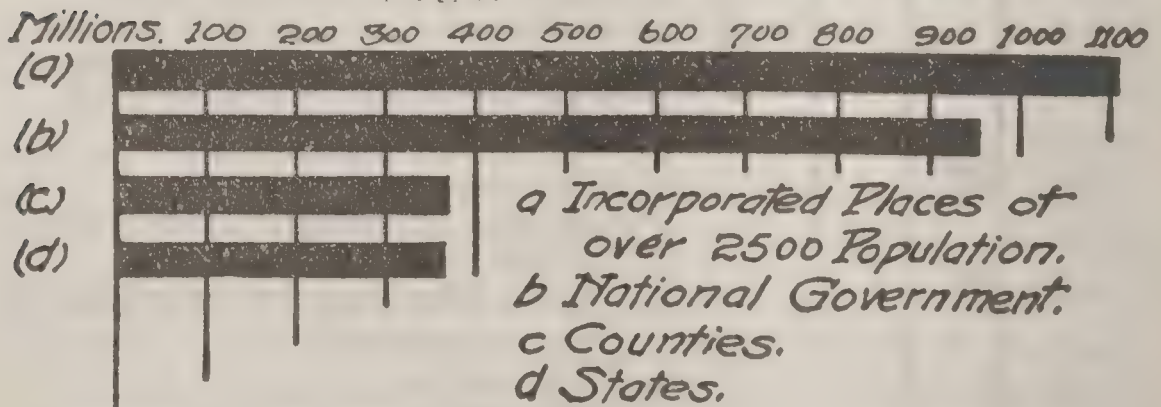 Millions. 100 200 300 400 500 600 700 800 900 1000 1100
(a)
(b)
(c)
(d)
a Incorporated Places of
over 2500 Population.
b National Government.
c Counties.
d States.